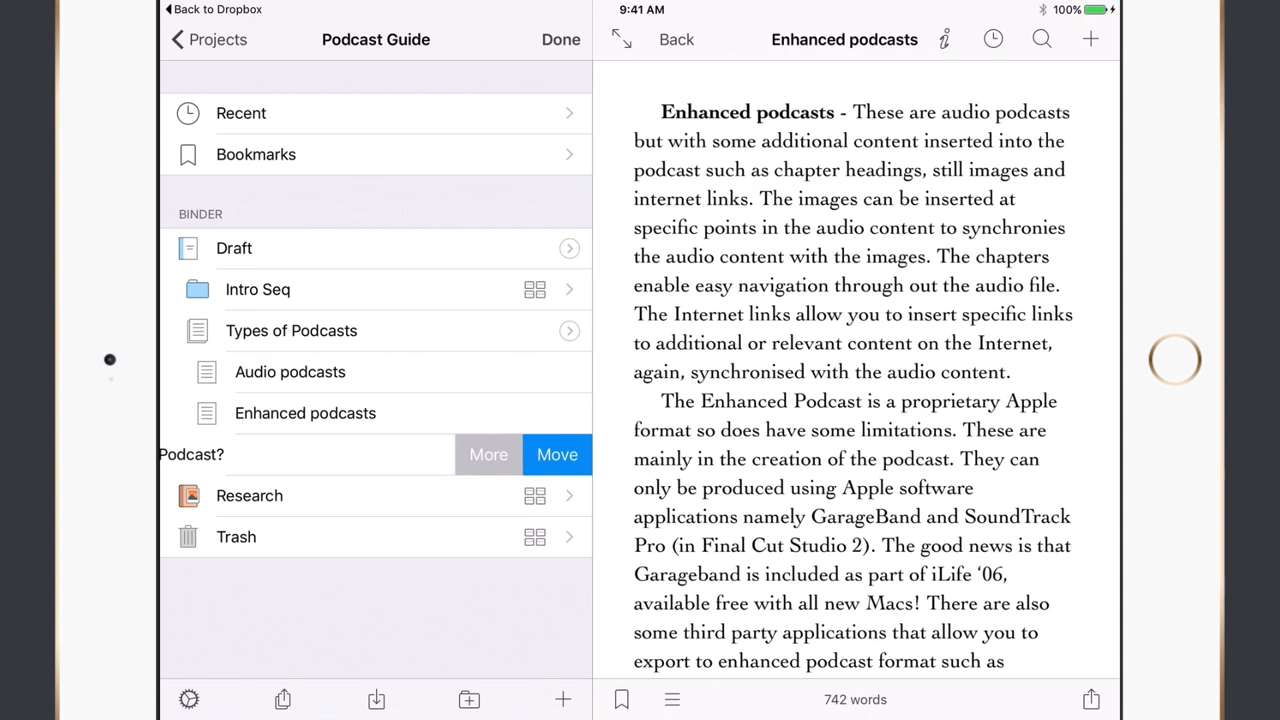 Back to Dropbox
Projects
Podcast Guide
Done
Recent
Bookmarks
BINDER
Draft
Intro Seq
Types of Podcasts
Audio podcasts
Enhanced podcasts
Podcast?
More
Move
Research
Trash
9:41 AM
100%
Back
Enhanced podcasts
Enhanced podcasts - These are audio podcasts
but with some additional content inserted into the
podcast such as chapter headings, still images and
internet links. The images can be inserted at
specific points in the audio content to synchronies
the audio content with the images. The chapters
enable easy navigation through out the audio file.
The Internet links allow you to insert specific links
to additional or relevant content on the Internet,
again, synchronised with the audio content.
The Enhanced Podcast is a proprietary Apple
format so does have some limitations. These are
mainly in the creation of the podcast. They can
only be produced using Apple software
applications namely GarageBand and SoundTrack
Pro (in Final Cut Studio 2). The good news is that
Garageband is included as part of iLife ‘06,
available free with all new Macs! There are also
some third party applications that allow you to
export to enhanced podcast format such as
742 words